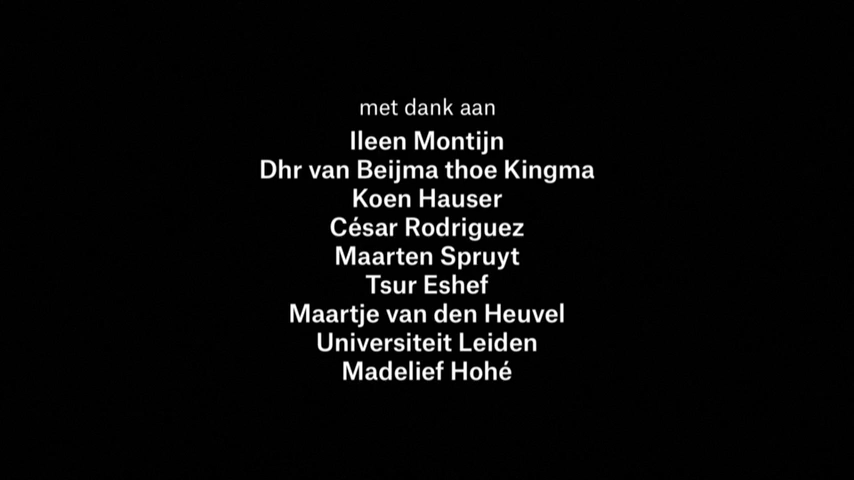 met dank aan
Ileen Montijn
Dhr van Beijma thoe Kingma
Koen Hauser
César Rodriguez
Maarten Spruyt
Tsur Eshef
Maartje van den Heuvel
Universiteit Leiden
Madelief Hohé